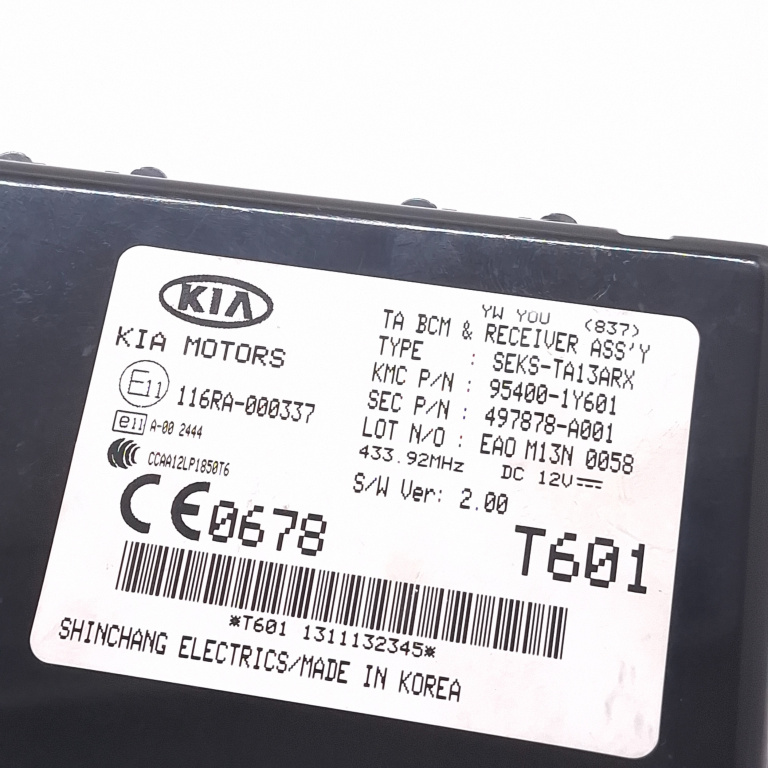 KIA
KIA MOTORS
E11 116RA-000337
e11 A-00 2444
CCAA12LP1850T6
CE0678
YW YOU (837)
TA BCM & RECEIVER ASS'Y
TYPE : SEKS-TA13ARX
KMC P/N : 95400-1Y601
SEC P/N : 497878-A001
LOT N/O : EAO M13N 0058
433.92MHz DC 12V
S/W Ver: 2.00
T601
*T601 1311132345*
SHINCHANG ELECTRICS/MADE IN KOREA